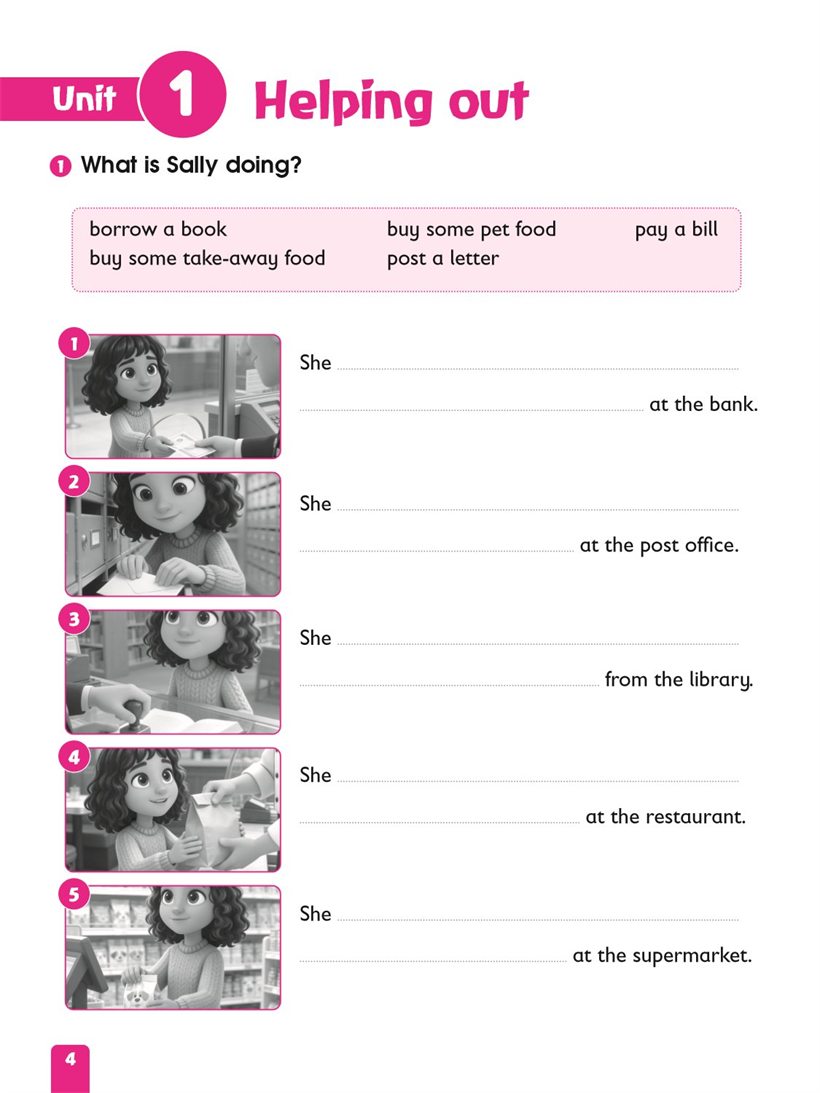 Unit 1 Helping out
1 What is Sally doing?
borrow a book buy some pet food pay a bill
buy some take-away food post a letter
1
She
at the bank.
2
She
at the post office.
3
She
from the library.
4
She
at the restaurant.
5
She
at the supermarket.
4